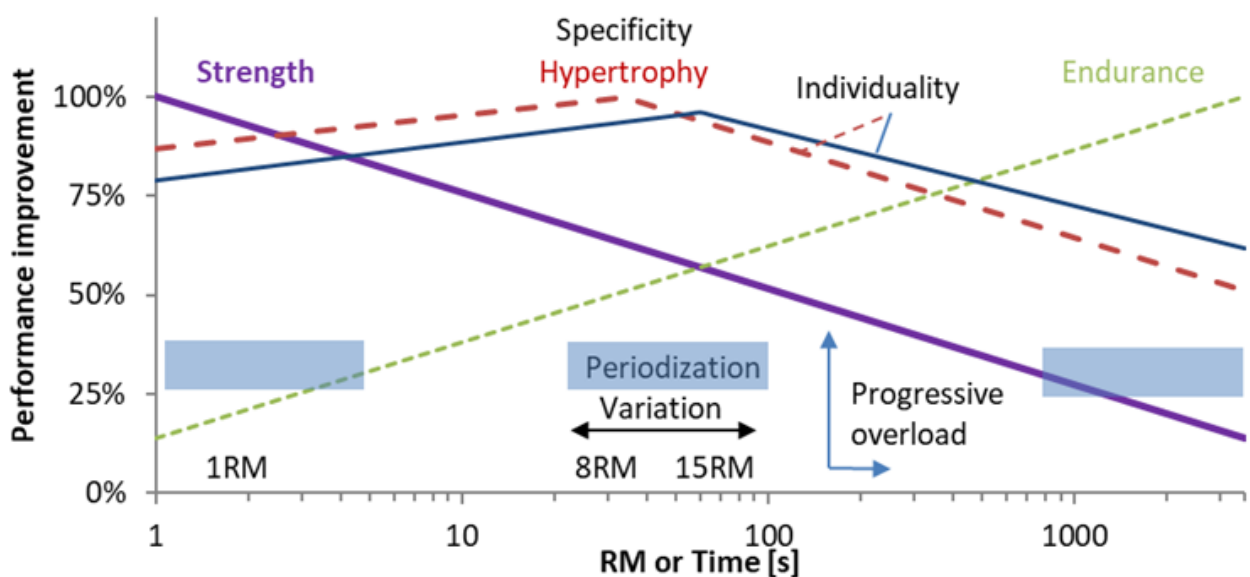 Performance improvement
100%
75%
50%
25%
0%
Strength
Specificity
Hypertrophy
Individuality
Endurance
Periodization
Variation
Progressive
overload
1RM
8RM
15RM
1
10
100
1000
RM or Time [s]